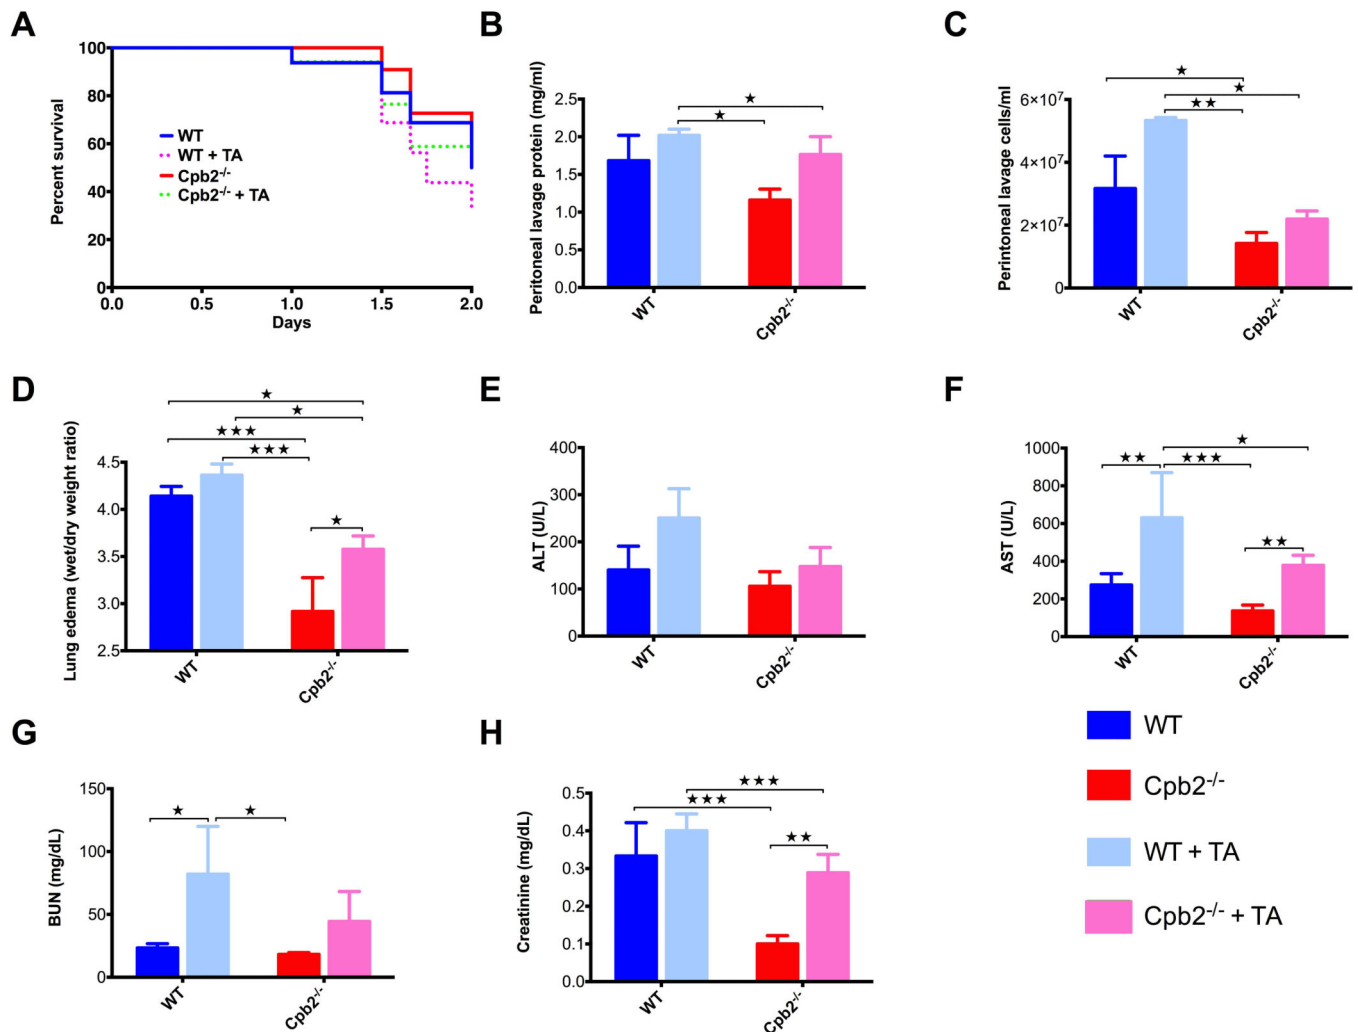 A
Percent survival
100
80
60
40
20
0
0.0 0.5 1.0 1.5 2.0
Days
WT
WT + TA
Cpb2-/-
Cpb2-/- + TA
B
Peritoneal lavage protein (mg/ml)
2.5
2.0
1.5
1.0
0.5
0.0
★
★
WT Cpb2-/-
C
Perintoneal lavage cells/ml
6×10⁷
4×10⁷
2×10⁷
0
★
★
★★
WT Cpb2-/-
D
Lung edema (wet/dry weight ratio)
4.5
4.0
3.5
3.0
2.5
★
★
★★★
★★★
★
WT Cpb2-/-
E
ALT (U/L)
400
300
200
100
0
WT Cpb2-/-
F
AST (U/L)
1000
800
600
400
200
0
★
★★ ★★★
★★
WT Cpb2-/-
G
BUN (mg/dL)
150
100
50
0
★ ★
WT Cpb2-/-
H
Creatinine (mg/dL)
0.5
0.4
0.3
0.2
0.1
0.0
★★★
★★★
★★
WT Cpb2-/-
WT
Cpb2-/-
WT + TA
Cpb2-/- + TA